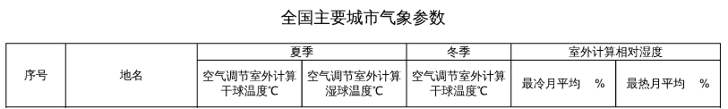 全国主要城市气象参数
序号
地名
夏季
冬季
室外计算相对湿度
空气调节室外计算
干球温度℃
空气调节室外计算
湿球温度℃
空气调节室外计算
干球温度℃
最冷月平均 %
最热月平均 %